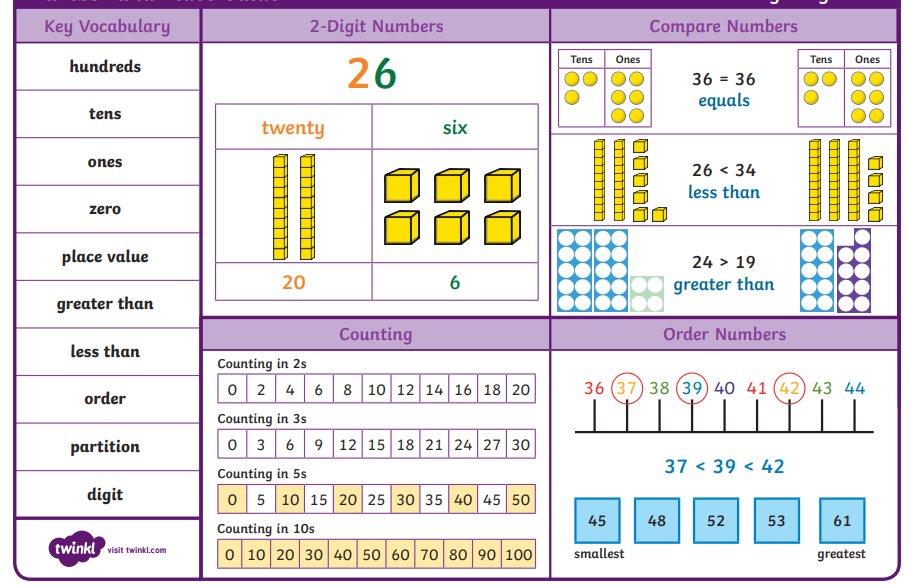 Key Vocabulary
hundreds
tens
ones
zero
place value
greater than
less than
order
partition
digit
twinkl visit twinkl.com
2-Digit Numbers
26
twenty six
20 6
Compare Numbers
Tens Ones
36 = 36
equals
Tens Ones
26 < 34
less than
24 > 19
greater than
Counting
Counting in 2s
0 2 4 6 8 10 12 14 16 18 20
Counting in 3s
0 3 6 9 12 15 18 21 24 27 30
Counting in 5s
0 5 10 15 20 25 30 35 40 45 50
Counting in 10s
0 10 20 30 40 50 60 70 80 90 100
Order Numbers
36 37 38 39 40 41 42 43 44
37 < 39 < 42
45 48 52 53 61
smallest greatest